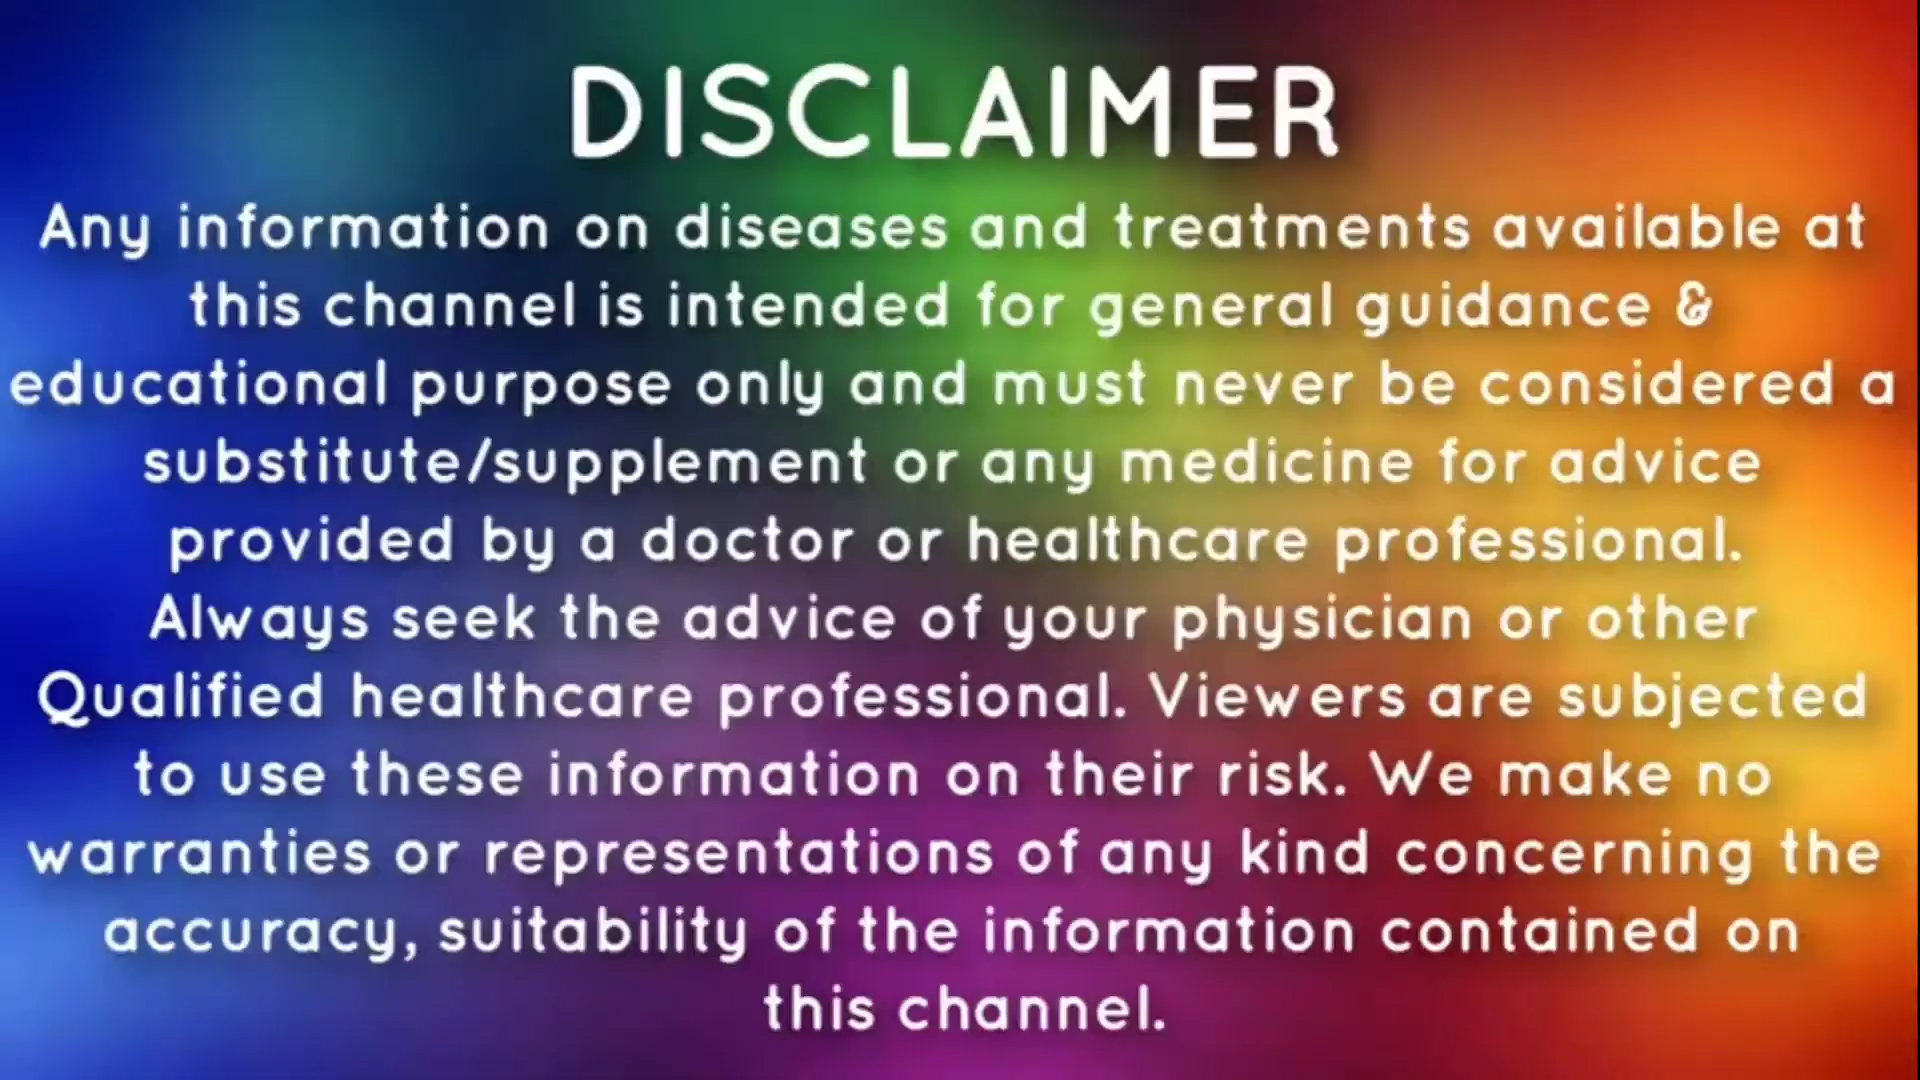 DISCLAIMER
Any information on diseases and treatments available at
this channel is intended for general guidance &
educational purpose only and must never be considered a
substitute/supplement or any medicine for advice
provided by a doctor or healthcare professional.
Always seek the advice of your physician or other
Qualified healthcare professional. Viewers are subjected
to use these information on their risk. We make no
warranties or representations of any kind concerning the
accuracy, suitability of the information contained on
this channel.